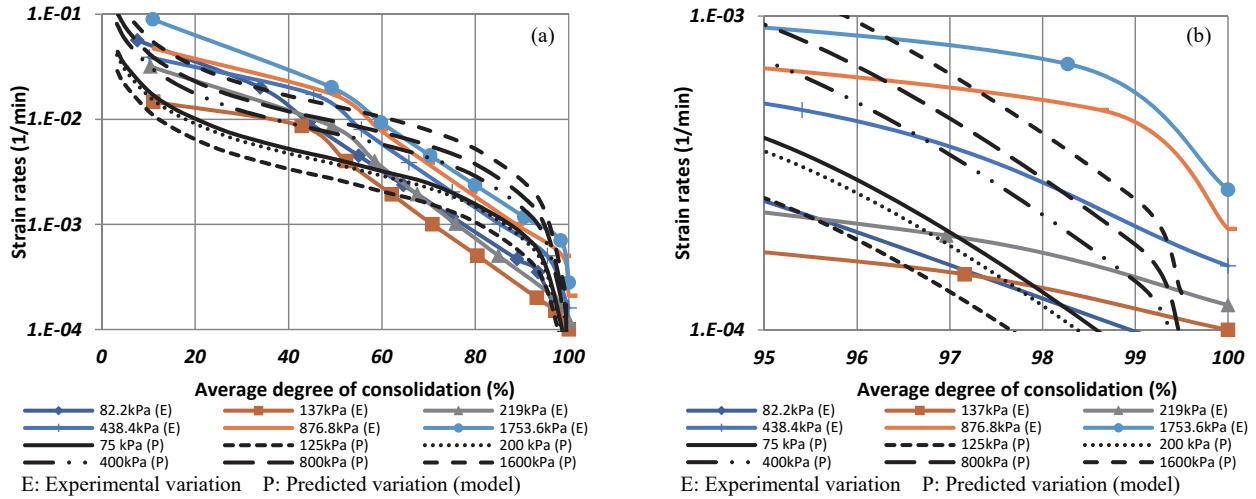 (a)
Strain rates (1/min)
1.E-01
1.E-02
1.E-03
1.E-04
0 20 40 60 80 100
Average degree of consolidation (%)
82.2kPa (E) 137kPa (E) 219kPa (E)
438.4kPa (E) 876.8kPa (E) 1753.6kPa (E)
75 kPa (P) 125kPa (P) 200 kPa (P)
400kPa (P) 800kPa (P) 1600kPa (P)
E: Experimental variation P: Predicted variation (model)
(b)
Strain rates (1/min)
1.E-03
1.E-04
95 96 97 98 99 100
Average degree of consolidation (%)
82.2kPa (E) 137kPa (E) 219kPa (E)
438.4kPa (E) 876.8kPa (E) 1753.6kPa (E)
75 kPa (P) 125kPa (P) 200 kPa (P)
400kPa (P) 800kPa (P) 1600kPa (P)
E: Experimental variation P: Predicted variation (model)